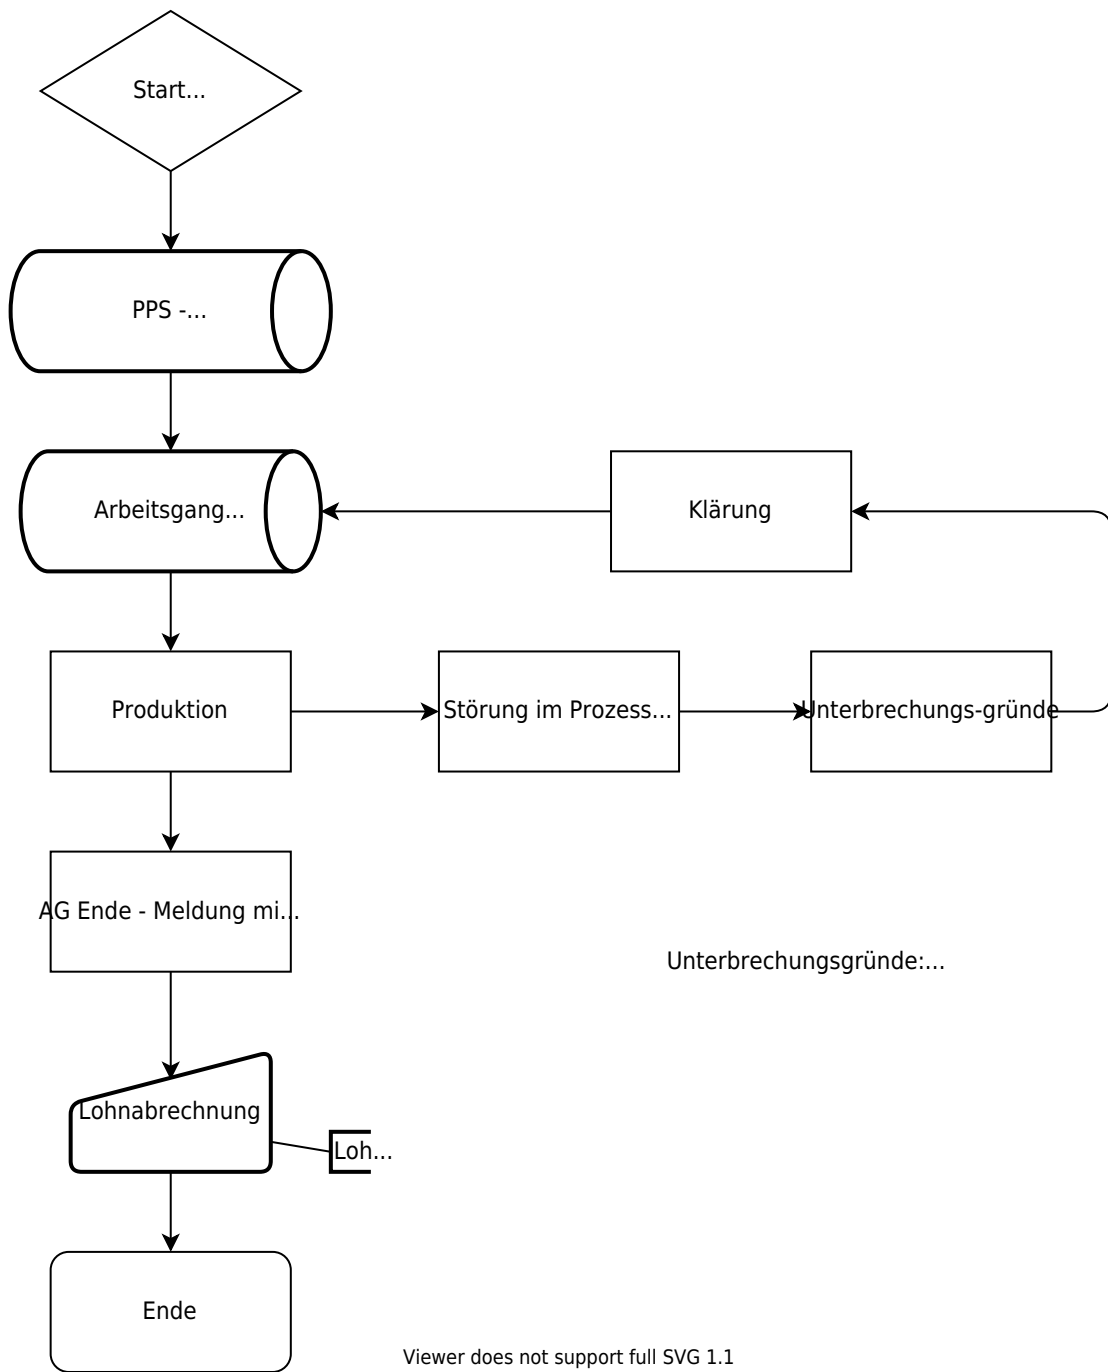 Start...
PPS -...
Arbeitsgang...
Klärung
Produktion
Störung im Prozess...
Unterbrechungs-gründe
AG Ende - Meldung mi...
Unterbrechungsgründe:...
Lohnabrechnung
Loh...
Ende
Viewer does not support full SVG 1.1